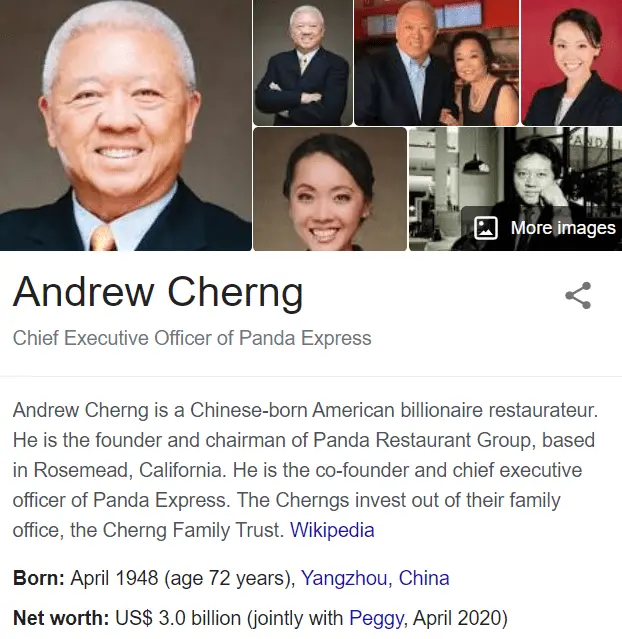 More images
Andrew Cherng
Chief Executive Officer of Panda Express
Andrew Cherng is a Chinese-born American billionaire restaurateur.
He is the founder and chairman of Panda Restaurant Group, based
in Rosemead, California. He is the co-founder and chief executive
officer of Panda Express. The Cherngs invest out of their family
office, the Cherng Family Trust. Wikipedia
Born: April 1948 (age 72 years), Yangzhou, China
Net worth: US$ 3.0 billion (jointly with Peggy, April 2020)